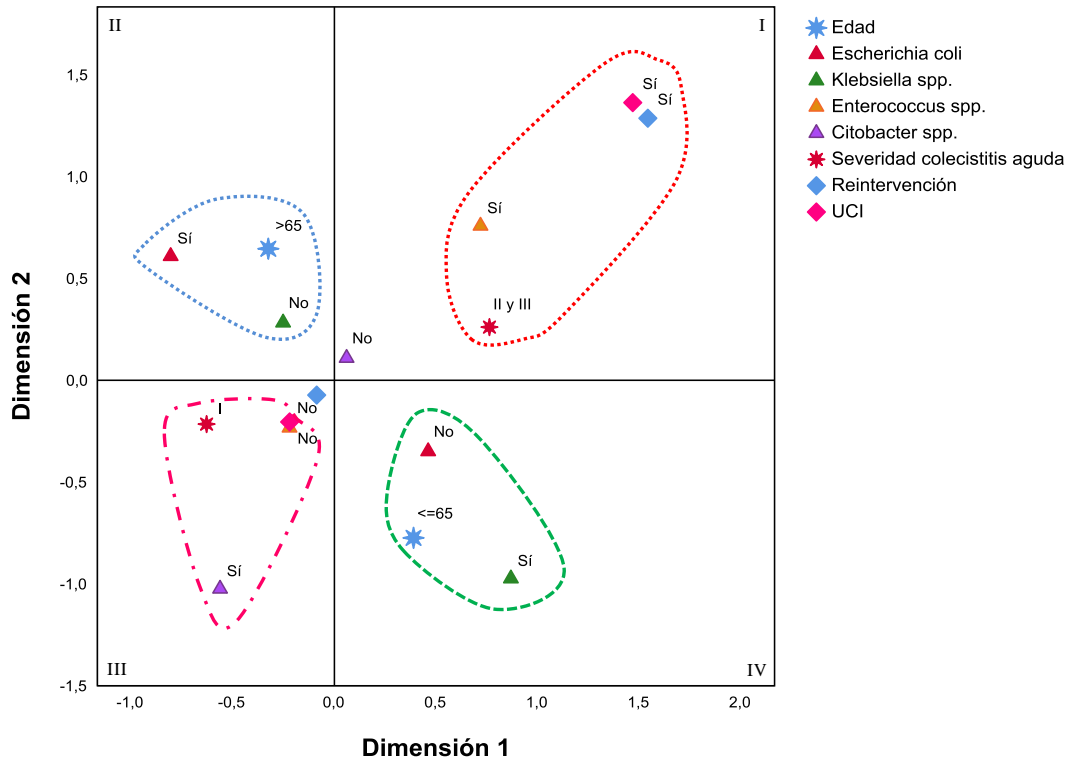 II
I
1,5
1,0
0,5
0,0
-0,5
-1,0
-1,5
Dimensión 2
Sí
Sí
Sí
II y III
>65
Sí
No
No
I
No
No
Sí
No
<=65
Sí
III
IV
-1,0
-0,5
0,0
0,5
1,0
1,5
2,0
Dimensión 1
Edad
Escherichia coli
Klebsiella spp.
Enterococcus spp.
Citobacter spp.
Severidad colecistitis aguda
Reintervención
UCI